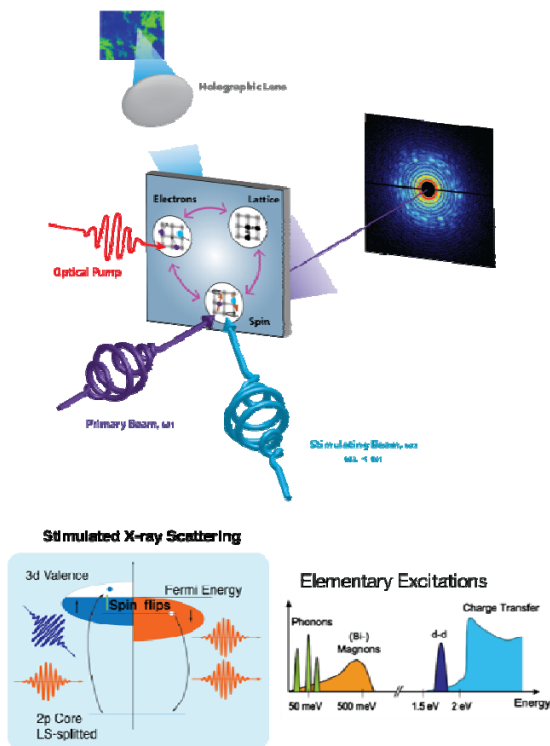 Holographic Lens
Electrons
Lattice
Optical Pump
Spin
Primary Beam, ω1
Stimulating Beam, ω2
ω2 < ω1
Stimulated X-ray Scattering
3d Valence
Fermi Energy
Spin flips
2p Core
LS-splitted
Elementary Excitations
Charge Transfer
Phonons
(Bi-)
Magnons
d-d
50 meV
500 meV
1.5 eV
2 eV
Energy